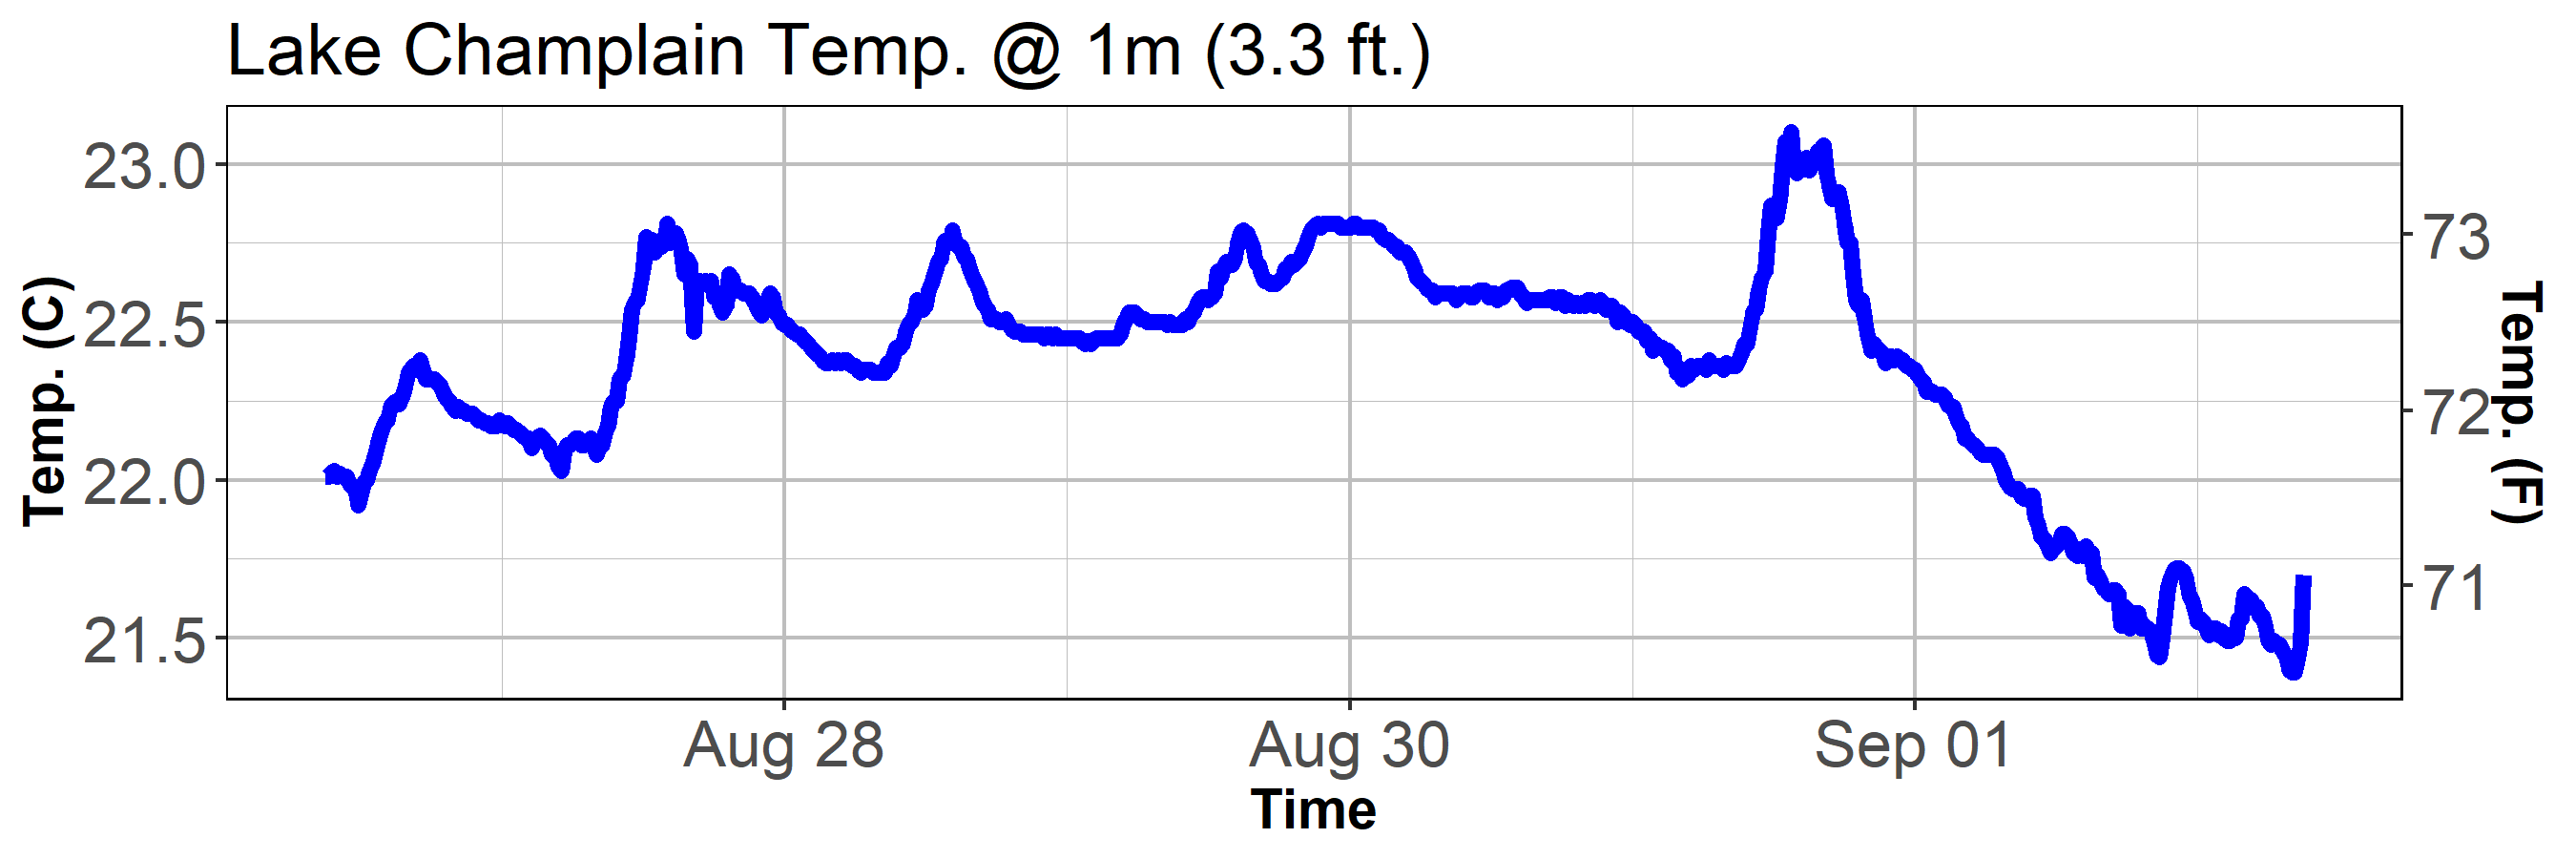 Lake Champlain Temp. @ 1m (3.3 ft.)
Temp. (C)
23.0
22.5
22.0
21.5
73
72
71
Temp. (F)
Aug 28
Aug 30
Sep 01
Time